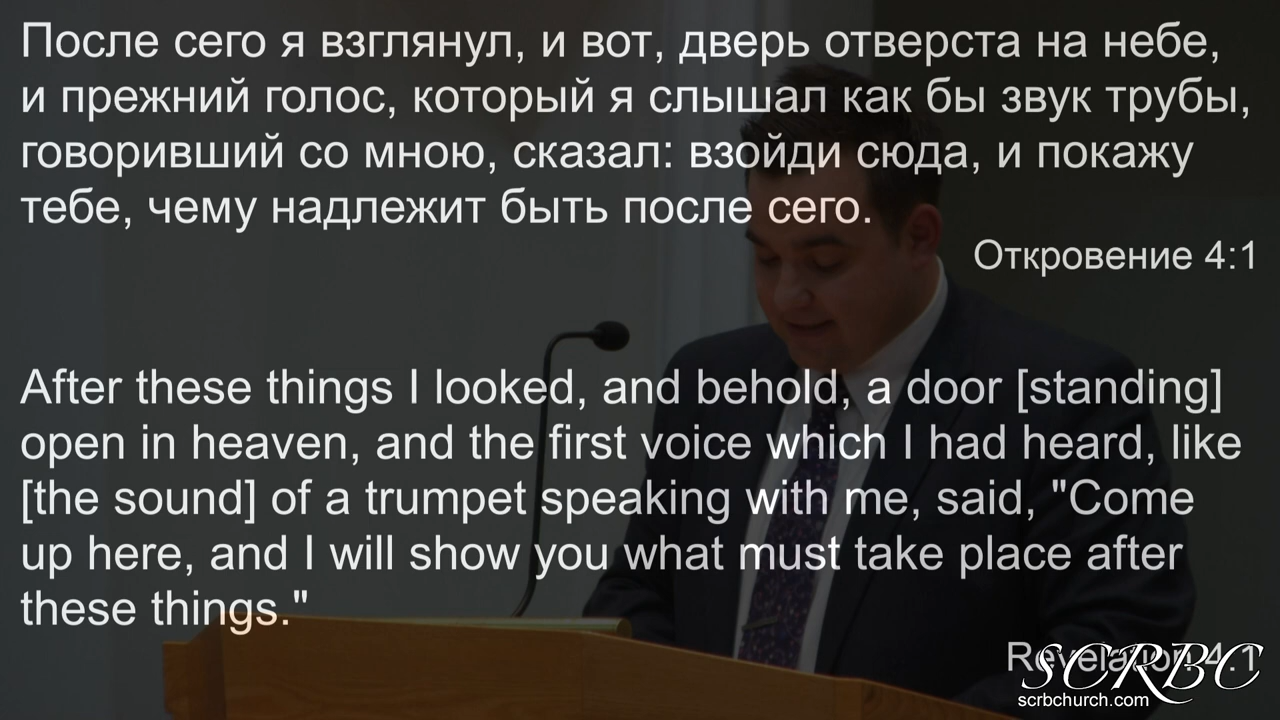 После сего я взглянул, и вот, дверь отверста на небе,
и прежний голос, который я слышал как бы звук трубы,
говоривший со мною, сказал: взойди сюда, и покажу
тебе, чему надлежит быть после сего.
Откровение 4:1
After these things I looked, and behold, a door [standing]
open in heaven, and the first voice which I had heard, like
[the sound] of a trumpet speaking with me, said, "Come
up here, and I will show you what must take place after
these things."
Revelation 4:1
SCRBC
scrbchurch.com